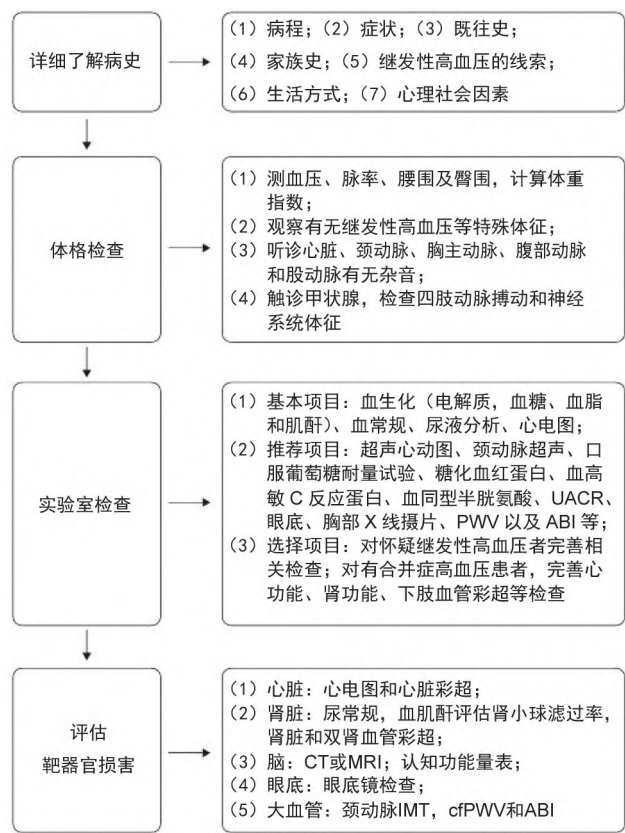 详细了解病史
（1）病程；（2）症状；（3）既往史；
（4）家族史；（5）继发性高血压的线索；
（6）生活方式；（7）心理社会因素
体格检查
（1）测血压、脉率、腰围及臀围，计算体重
指数；
（2）观察有无继发性高血压等特殊体征；
（3）听诊心脏、颈动脉、胸主动脉、腹部动脉
和股动脉有无杂音；
（4）触诊甲状腺，检查四肢动脉搏动和神经
系统体征
实验室检查
（1）基本项目：血生化（电解质，血糖、血脂
和肌酐）、血常规、尿液分析、心电图；
（2）推荐项目：超声心动图、颈动脉超声、口
服葡萄糖耐量试验、糖化血红蛋白、血高
敏 C 反应蛋白、血同型半胱氨酸、UACR、
眼底、胸部 X 线摄片、PWV 以及 ABI 等；
（3）选择项目：对怀疑继发性高血压者完善相
关检查；对有合并症高血压患者，完善心
功能、肾功能、下肢血管彩超等检查
评估
靶器官损害
（1）心脏：心电图和心脏彩超；
（2）肾脏：尿常规，血肌酐评估肾小球滤过率，
肾脏和双肾血管彩超；
（3）脑：CT或MRI；认知功能量表；
（4）眼底：眼底镜检查；
（5）大血管：颈动脉IMT，cfPWV和ABI